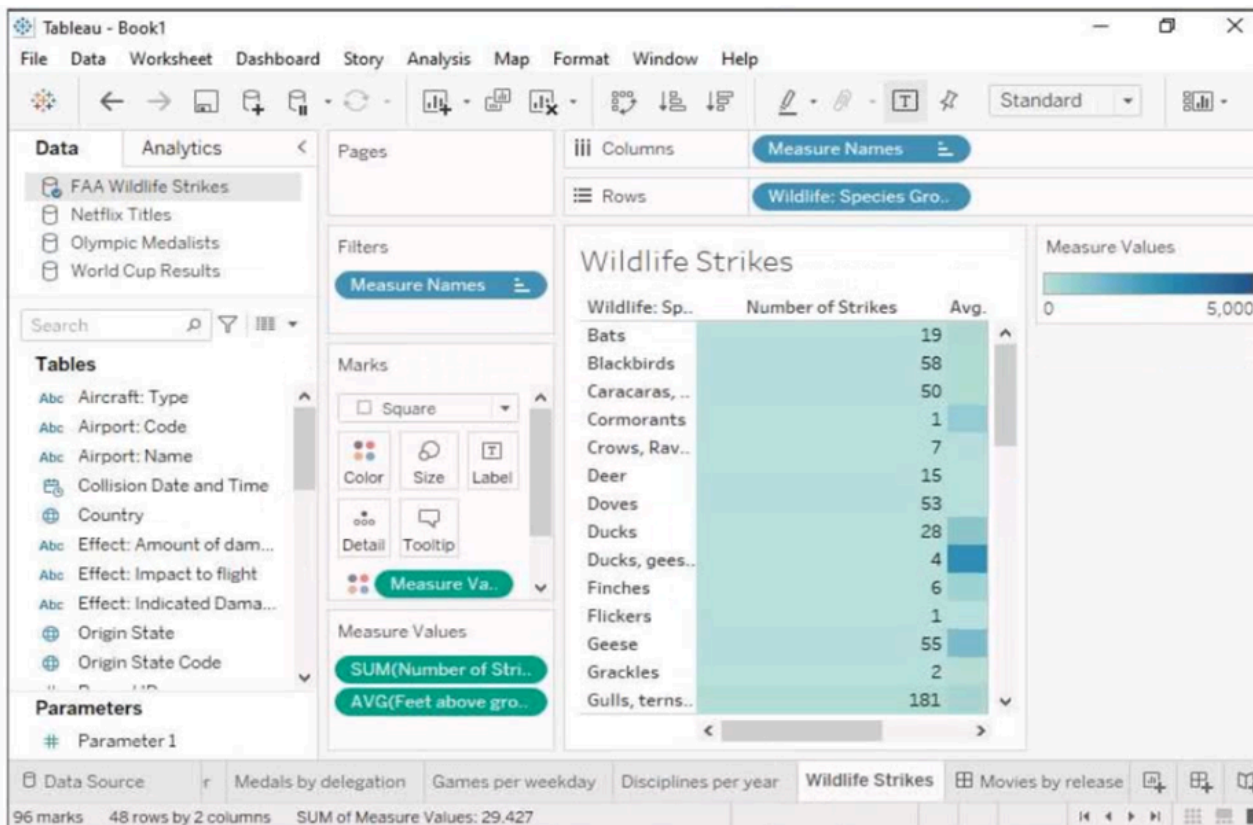 Tableau - Book1
File Data Worksheet Dashboard Story Analysis Map Format Window Help
Standard
Data Analytics
FAA Wildlife Strikes
Netflix Titles
Olympic Medalists
World Cup Results
Search
Tables
Abc Aircraft: Type
Abc Airport: Code
Abc Airport: Name
Collision Date and Time
Country
Abc Effect: Amount of dam...
Abc Effect: Impact to flight
Abc Effect: Indicated Dama...
Origin State
Origin State Code
Parameters
# Parameter 1
Pages
Filters
Measure Names
Marks
Square
Color Size Label
Detail Tooltip
Measure Va..
Measure Values
SUM(Number of Stri..
AVG(Feet above gro..
Columns Measure Names
Rows Wildlife: Species Gro..
Wildlife Strikes
Wildlife: Sp.. Number of Strikes Avg.
Bats 19
Blackbirds 58
Caracaras, .. 50
Cormorants 1
Crows, Rav.. 7
Deer 15
Doves 53
Ducks 28
Ducks, gees.. 4
Finches 6
Flickers 1
Geese 55
Grackles 2
Gulls, terns.. 181
Measure Values
0 5,000
Data Source r Medals by delegation Games per weekday Disciplines per year Wildlife Strikes Movies by release
96 marks 48 rows by 2 columns SUM of Measure Values: 29.427